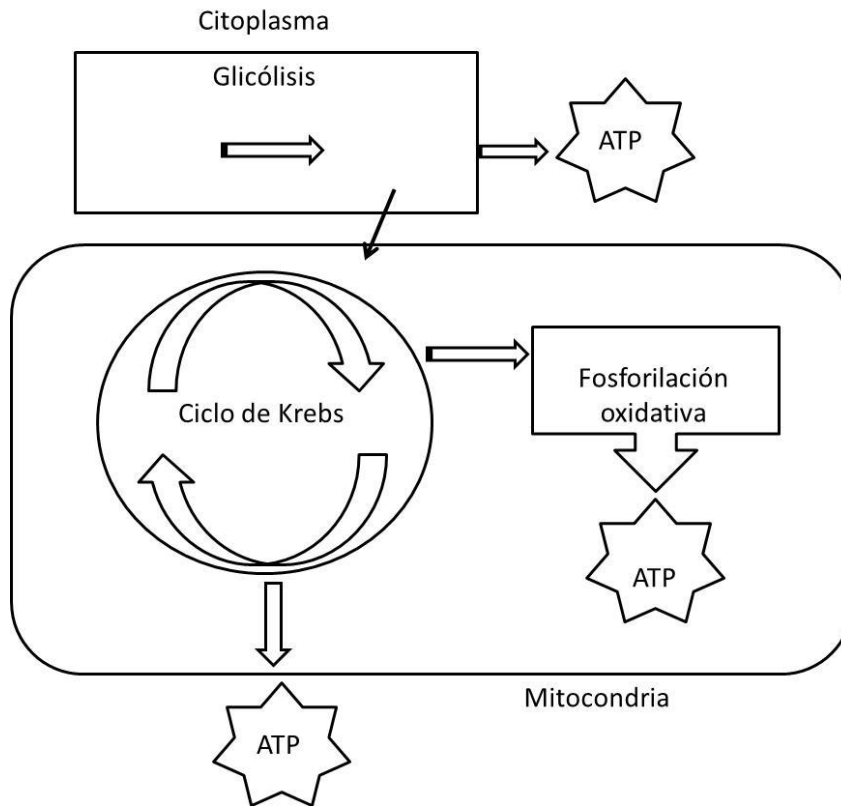 Citoplasma
Glicólisis
ATP
Ciclo de Krebs
Fosforilación
oxidativa
ATP
Mitocondria
ATP